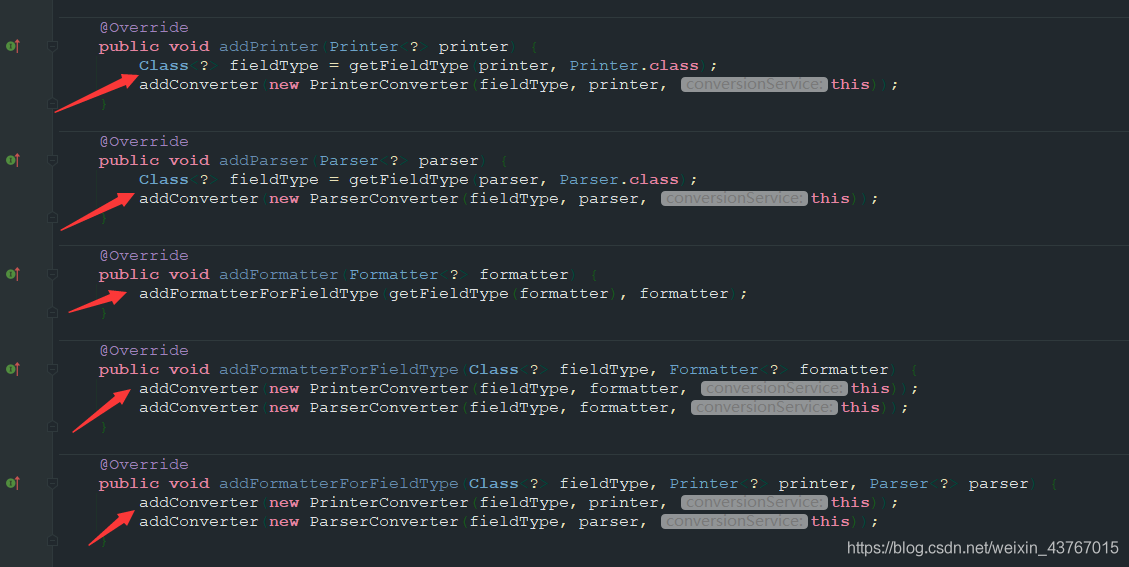 @Override
public void addPrinter(Printer<?> printer) {
Class<?> fieldType = getFieldType(printer, Printer.class);
addConverter(new PrinterConverter(fieldType, printer, conversionService: this));
}
@Override
public void addParser(Parser<?> parser) {
Class<?> fieldType = getFieldType(parser, Parser.class);
addConverter(new ParserConverter(fieldType, parser, conversionService: this));
}
@Override
public void addFormatter(Formatter<?> formatter) {
addFormatterForFieldType(getFieldType(formatter), formatter);
}
@Override
public void addFormatterForFieldType(Class<?> fieldType, Formatter<?> formatter) {
addConverter(new PrinterConverter(fieldType, formatter, conversionService: this));
addConverter(new ParserConverter(fieldType, formatter, conversionService: this));
}
@Override
public void addFormatterForFieldType(Class<?> fieldType, Printer<?> printer, Parser<?> parser) {
addConverter(new PrinterConverter(fieldType, printer, conversionService: this));
addConverter(new ParserConverter(fieldType, parser, conversionService: this));
}
https://blog.csdn.net/weixin_43767015